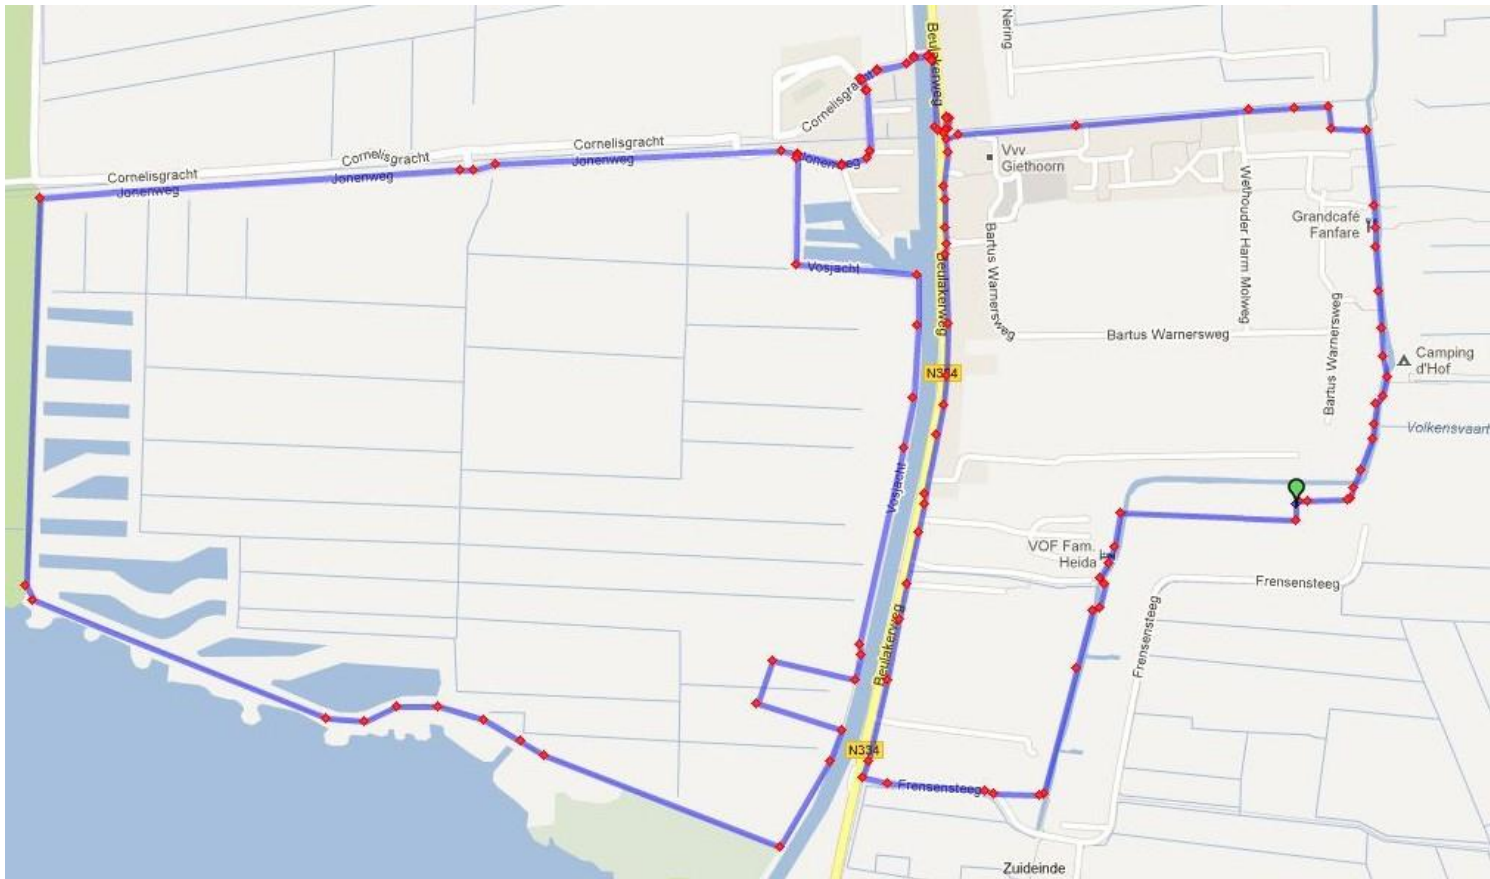 Beulakerweg
Nering
Cornelisgracht
Cornelisgracht
Cornelisgracht
Cornelisgracht
Jonenweg
Jonenweg
Jonenweg
Jonenweg
Vvv
Giethoorn
Wethouder Harm Molweg
Grandcafé
Fanfare
Bartus Warnersweg
Vosjacht
Beulakerweg
Bartus Warnersweg
Bartus Warnersweg
Camping
d'Hof
N334
Volkensvaart
Vosjacht
VOF Fam.
Heida
Frensensteeg
Frensensteeg
Beulakerweg
N334
Frensensteeg
Zuideinde